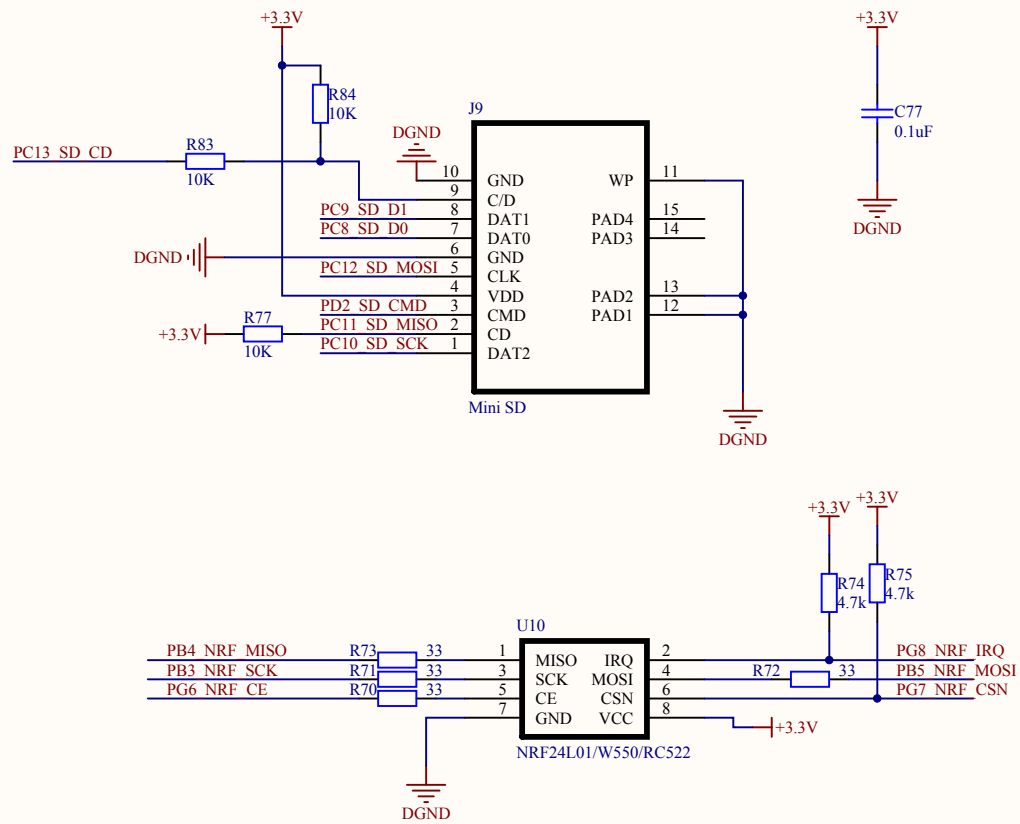 +3.3V
+3.3V
R84
10K
J9
C77
0.1uF
DGND
R83
PC13_SD_CD
10K
10 GND WP 11
9 C/D
PC9_SD_D1 8 DAT1 PAD4 15
PC8_SD_D0 7 DAT0 PAD3 14
DGND
DGND 6 GND
PC12_SD_MOSI 5 CLK
4 VDD PAD2 13
PD2_SD_CMD 3 CMD PAD1 12
R77
+3.3V PC11_SD_MISO 2 CD
10K
PC10_SD_SCK 1 DAT2
Mini SD
DGND
+3.3V
+3.3V
R74
4.7k
R75
4.7k
U10
PB4_NRF_MISO R73 33 1 MISO IRQ 2 PG8_NRF_IRQ
PB3_NRF_SCK R71 33 3 SCK MOSI 4 R72 33 PB5_NRF_MOSI
PG6_NRF_CE R70 33 5 CE CSN 6 PG7_NRF_CSN
7 GND VCC 8
+3.3V
NRF24L01/W550/RC522
DGND